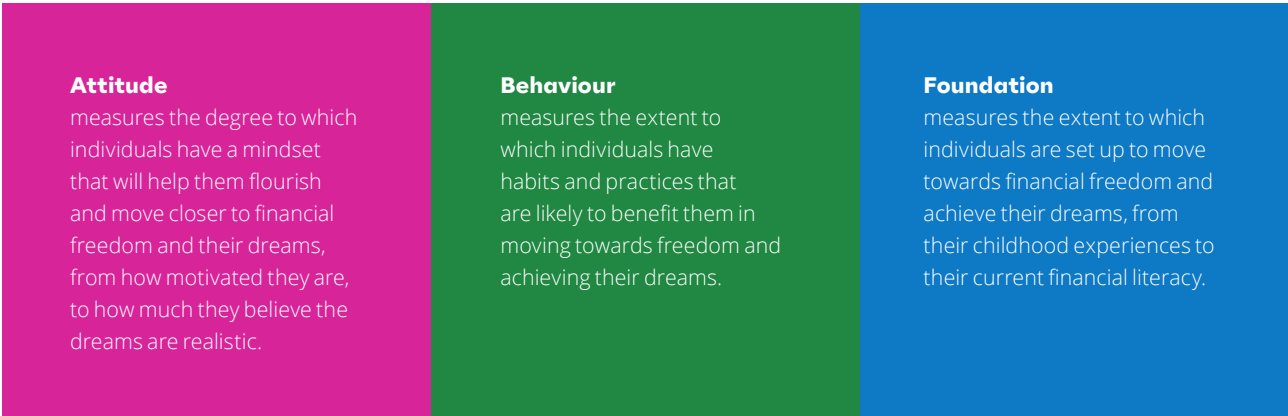 Attitude
measures the degree to which
individuals have a mindset
that will help them flourish
and move closer to financial
freedom and their dreams,
from how motivated they are,
to how much they believe the
dreams are realistic.
Behaviour
measures the extent to
which individuals have
habits and practices that
are likely to benefit them in
moving towards freedom and
achieving their dreams.
Foundation
measures the extent to which
individuals are set up to move
towards financial freedom and
achieve their dreams, from
their childhood experiences to
their current financial literacy.